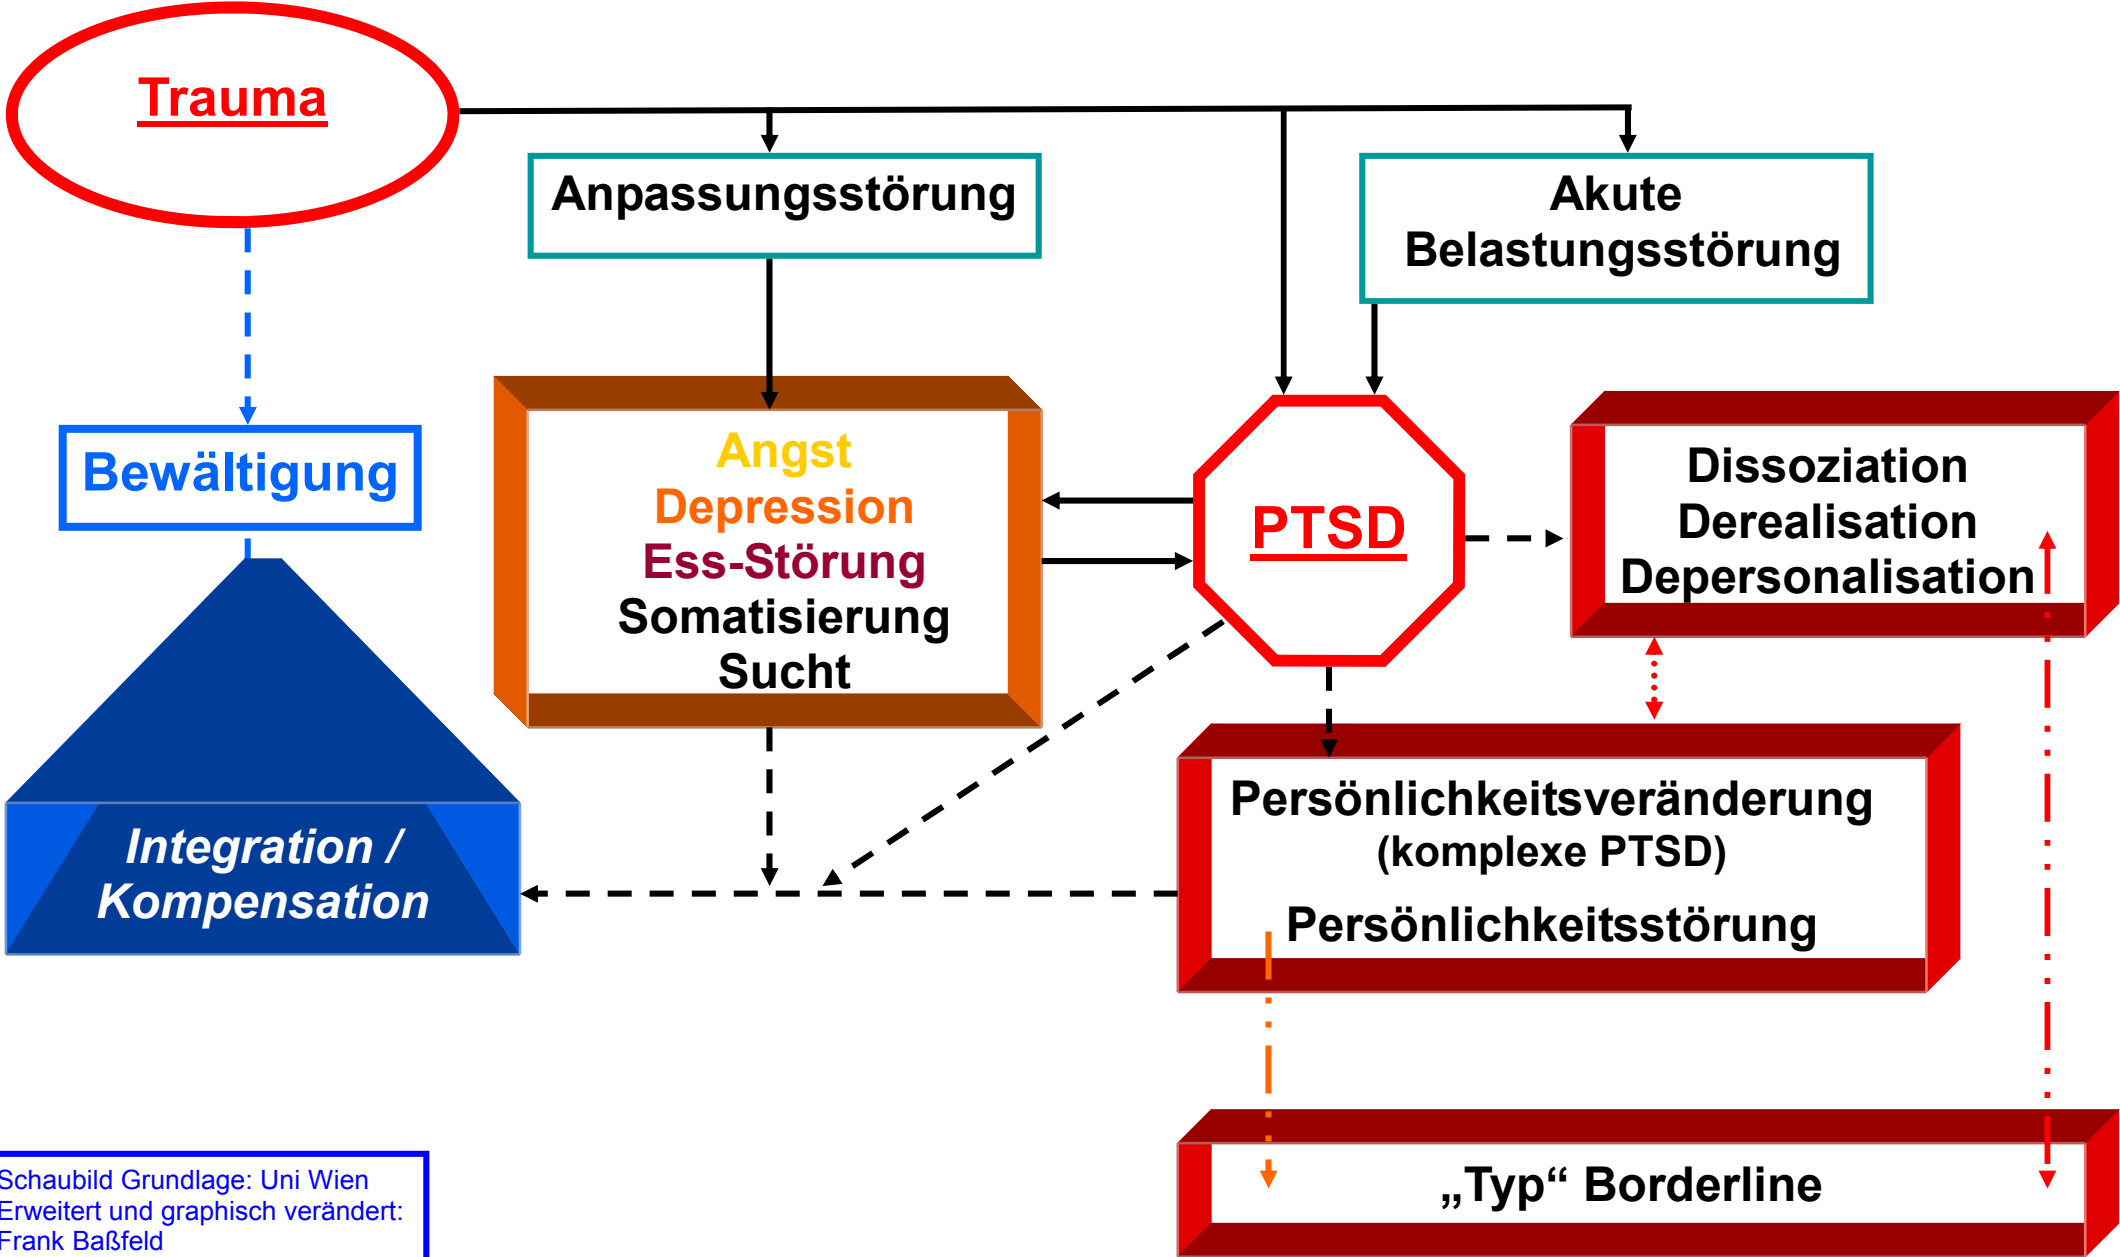 Trauma
Anpassungsstörung
Akute
Belastungsstörung
Bewältigung
Angst
Depression
Ess-Störung
Somatisierung
Sucht
PTSD
Dissoziation
Derealisation
Depersonalisation
Integration /
Kompensation
Persönlichkeitsveränderung
(komplexe PTSD)
Persönlichkeitsstörung
„Typ“ Borderline
Schaubild Grundlage: Uni Wien
Erweitert und graphisch verändert:
Frank Baßfeld